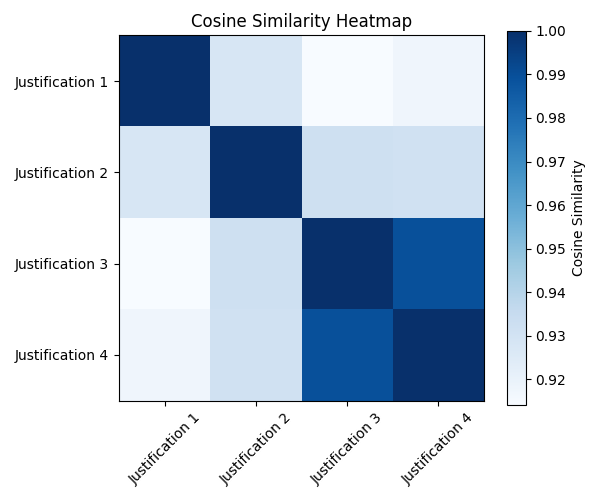 Cosine Similarity Heatmap
Justification 1
Justification 2
Justification 3
Justification 4
Justification 1
Justification 2
Justification 3
Justification 4
1.00
0.99
0.98
0.97
0.96
0.95
0.94
0.93
0.92
Cosine Similarity